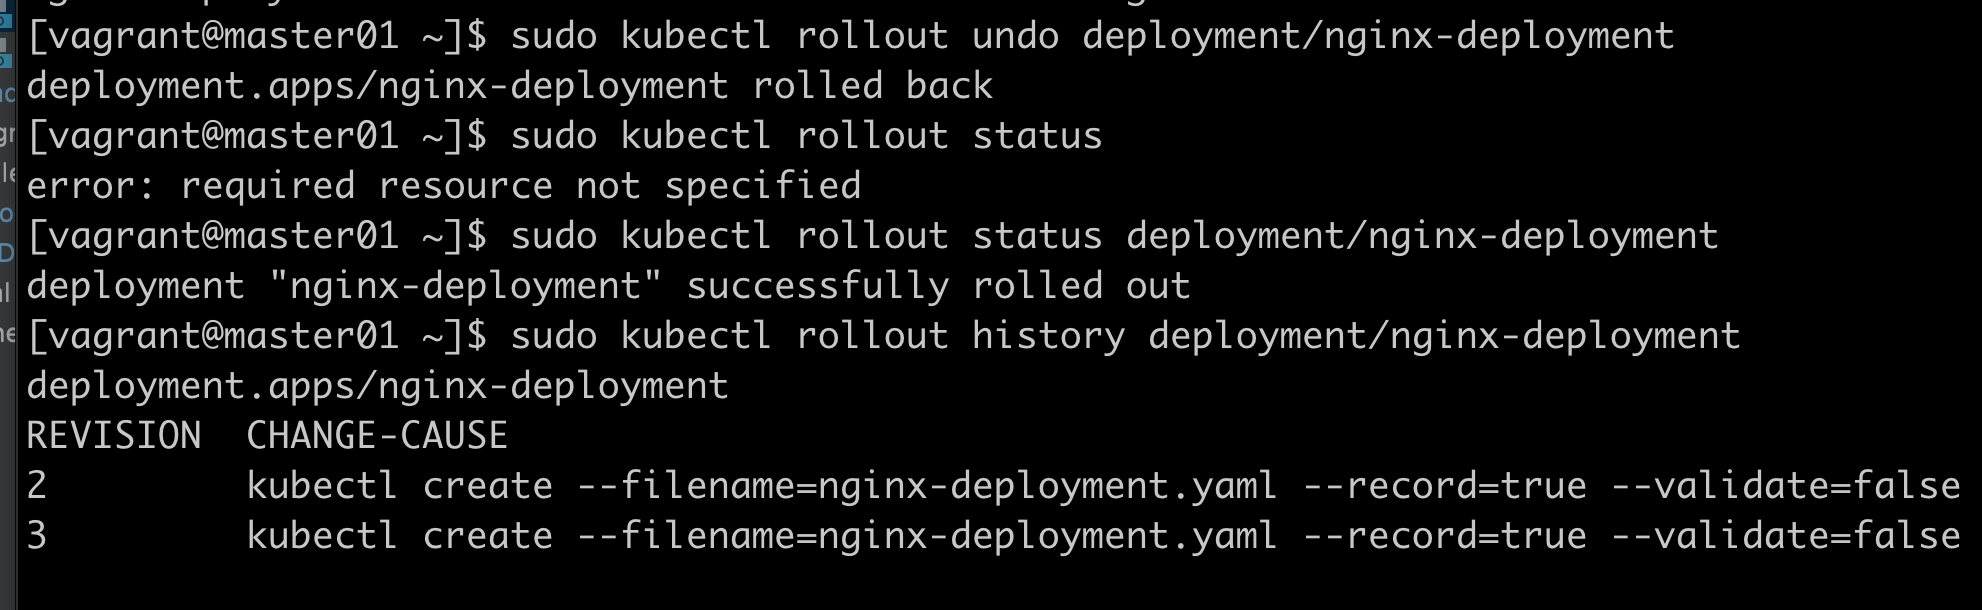 [vagrant@master01 ~]$ sudo kubectl rollout undo deployment/nginx-deployment
deployment.apps/nginx-deployment rolled back
[vagrant@master01 ~]$ sudo kubectl rollout status
error: required resource not specified
[vagrant@master01 ~]$ sudo kubectl rollout status deployment/nginx-deployment
deployment "nginx-deployment" successfully rolled out
[vagrant@master01 ~]$ sudo kubectl rollout history deployment/nginx-deployment
deployment.apps/nginx-deployment
REVISION  CHANGE-CAUSE
2         kubectl create --filename=nginx-deployment.yaml --record=true --validate=false
3         kubectl create --filename=nginx-deployment.yaml --record=true --validate=false